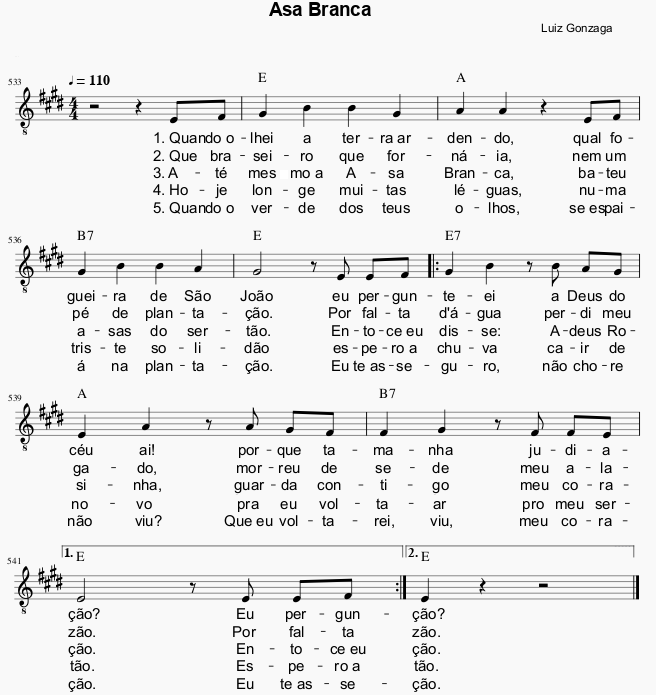 Asa Branca
Luiz Gonzaga
♩ = 110
533 E A
1. Quando o – lhei a ter – ra ar – den – do, qual fo –
2. Que bra – sei – ro que for – ná – ia, nem um
3. A – té mes mo a A – sa Bran – ca, ba – teu
4. Ho – je lon – ge mui – tas lé – guas, nu – ma
5. Quando o ver – de dos teus o – lhos, se espai –
536 B7 E E7
guei – ra de São João eu per – gun – te – ei a Deus do
pé de plan – ta – ção. Por fal – ta d'á – gua per – di meu
a – sas do ser – tão. En – to – ce eu dis – se: A – deus Ro –
tris – te so – li – dão es – pe – ro a chu – va ca – ir de
á na plan – ta – ção. Eu te as – se – gu – ro, não cho – re
539 A B7
céu ai! por – que ta – ma – nha ju – di – a –
ga – do, mor – reu de se – de meu a – la –
si – nha, guar – da con – ti – go meu co – ra –
no – vo pra eu vol – ta – ar pro meu ser –
não viu? Que eu vol – ta – rei, viu, meu co – ra –
541 1. E 2. E
ção? Eu per – gun – ção?
zão. Por fal – ta zão.
ção. En – to – ce eu ção.
tão. Es – pe – ro a tão.
ção. Eu te as – se – ção.